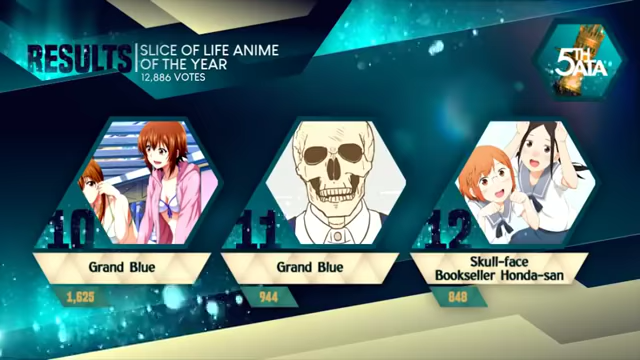 RESULTS
SLICE OF LIFE ANIME
OF THE YEAR
12,886 VOTES
5TH
ATA
10
11
12
Grand Blue
Grand Blue
Skull-face
Bookseller Honda-san
1,625
944
848